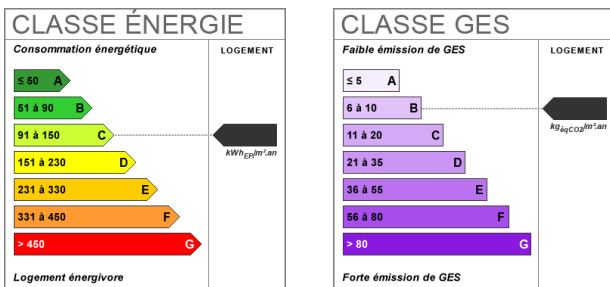 CLASSE ÉNERGIE
Consommation énergétique
LOGEMENT
≤ 50 A
51 à 90 B
91 à 150 C
kWhEP/m².an
151 à 230 D
231 à 330 E
331 à 450 F
> 450 G
Logement énergivore
CLASSE GES
Faible émission de GES
LOGEMENT
≤ 5 A
6 à 10 B
kgéqCO2/m².an
11 à 20 C
21 à 35 D
36 à 55 E
56 à 80 F
> 80 G
Forte émission de GES